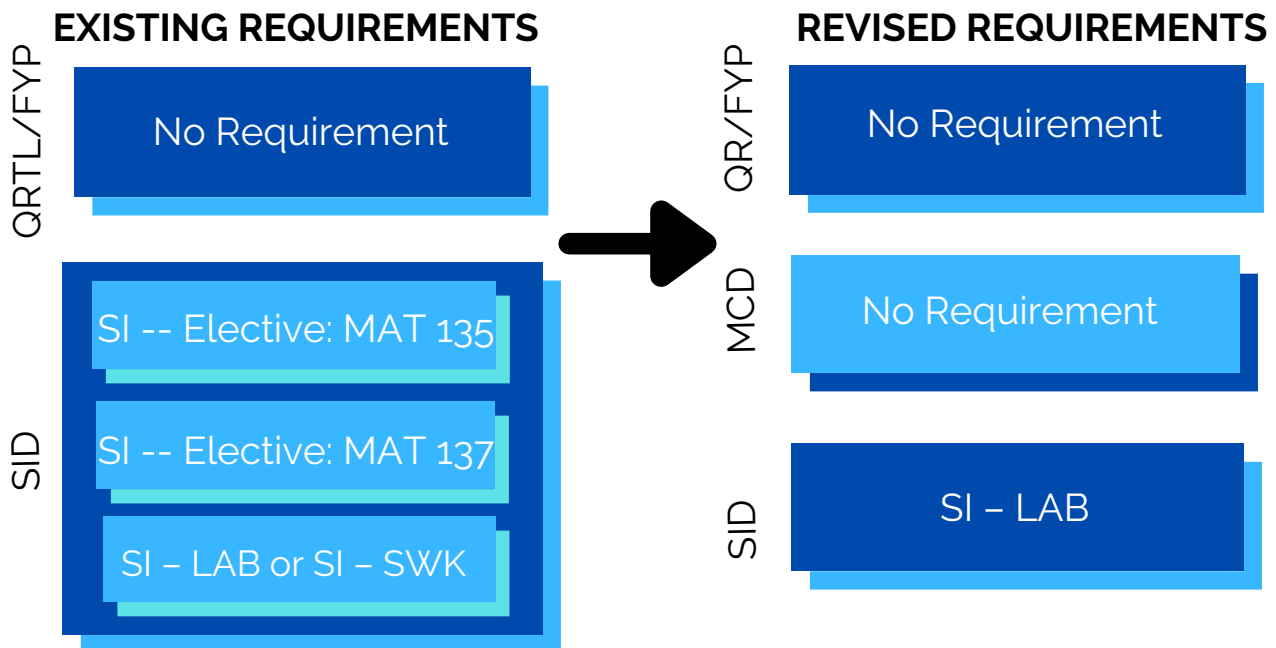 EXISTING REQUIREMENTS
QRTL/FYP
No Requirement
SID
SI -- Elective: MAT 135
SI -- Elective: MAT 137
SI – LAB or SI – SWK
REVISED REQUIREMENTS
QR/FYP
No Requirement
MCD
No Requirement
SID
SI – LAB